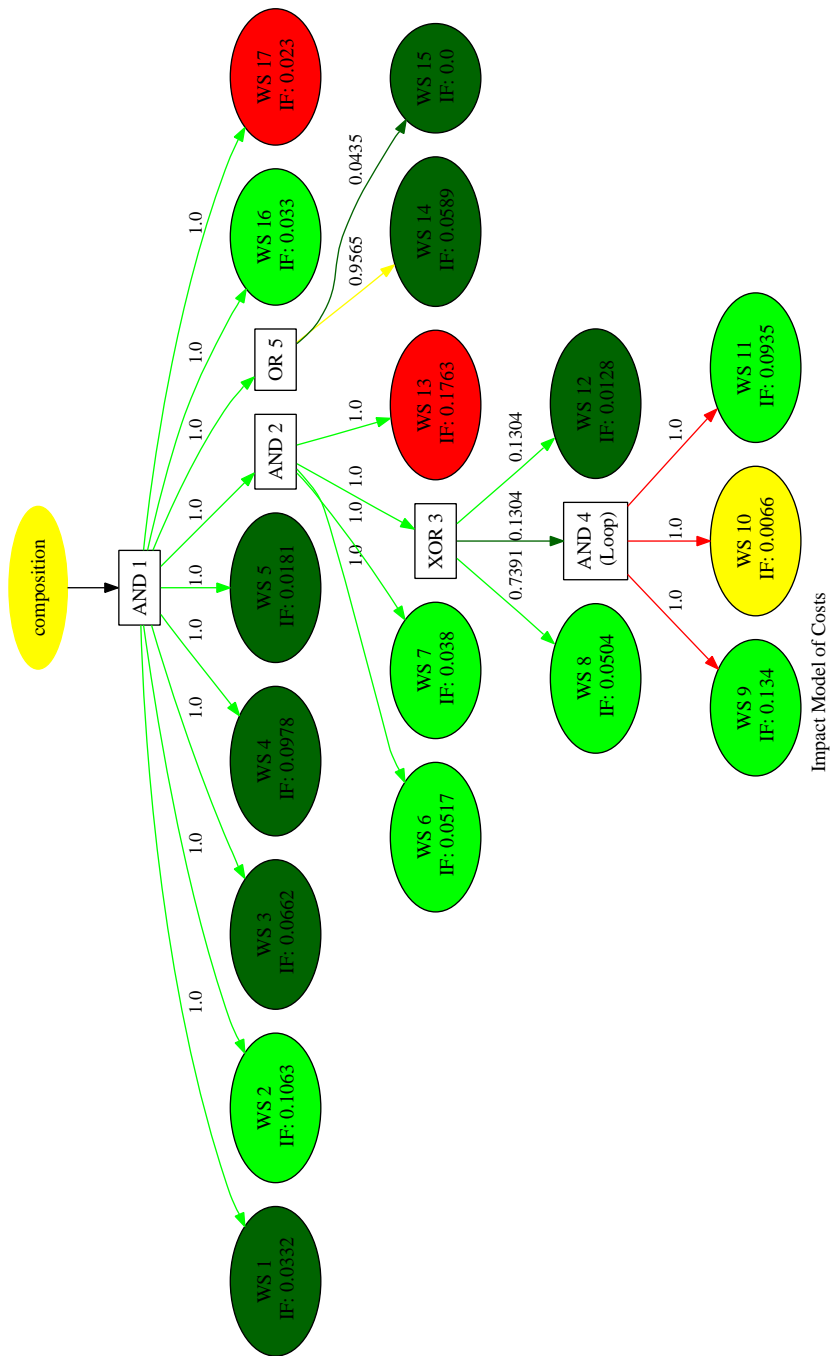 composition
AND 1
1.0
1.0
1.0
1.0
1.0
1.0
1.0
1.0
1.0
WS 1
IF: 0.0332
WS 2
IF: 0.1063
WS 3
IF: 0.0662
WS 4
IF: 0.0978
WS 5
IF: 0.0181
AND 2
OR 5
WS 16
IF: 0.033
WS 17
IF: 0.023
1.0
1.0
1.0
1.0
0.9565
0.0435
WS 6
IF: 0.0517
WS 7
IF: 0.038
XOR 3
WS 13
IF: 0.1763
WS 14
IF: 0.0589
WS 15
IF: 0.0
0.7391
0.1304
0.1304
WS 8
IF: 0.0504
AND 4
(Loop)
WS 12
IF: 0.0128
1.0
1.0
1.0
WS 9
IF: 0.134
WS 10
IF: 0.0066
WS 11
IF: 0.0935
Impact Model of Costs